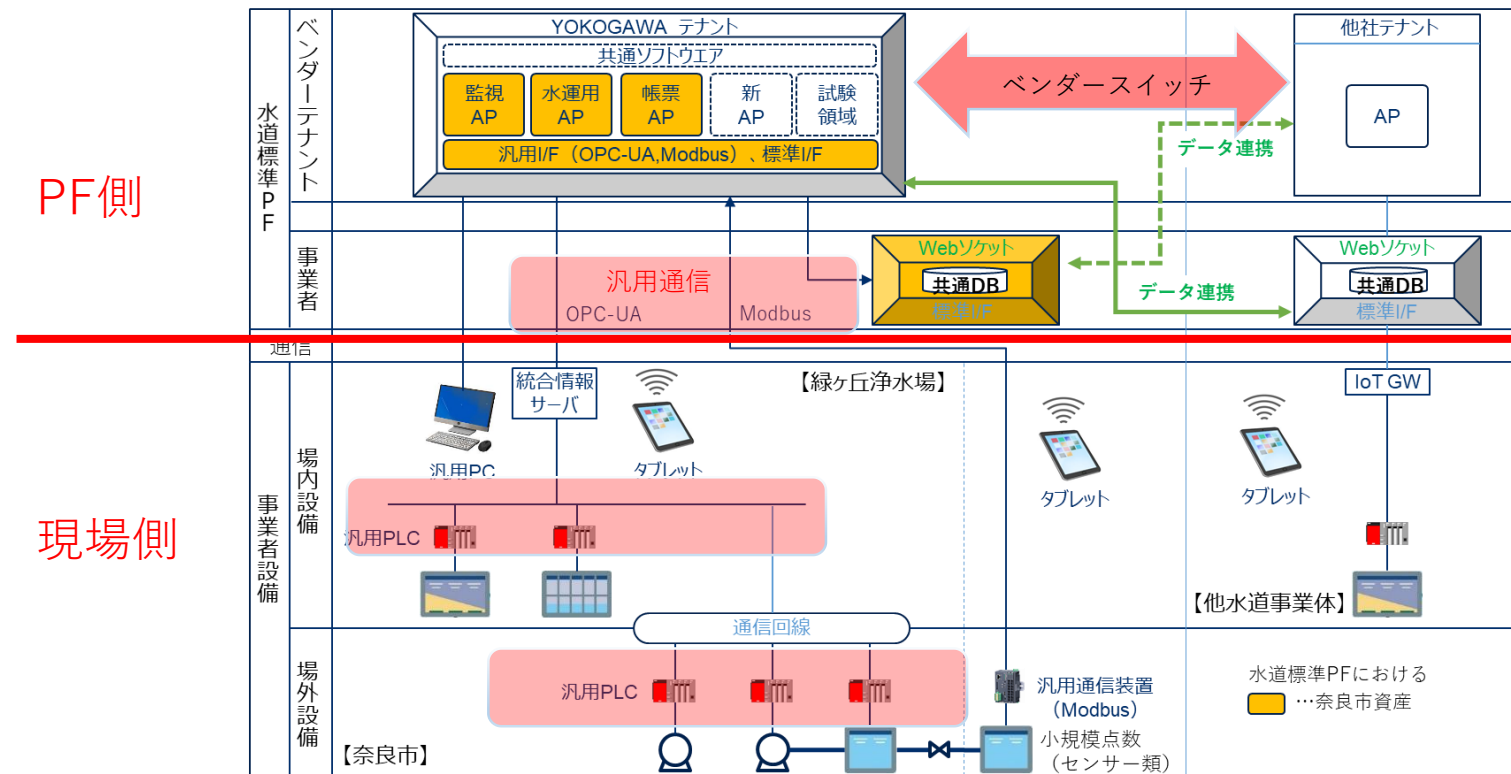 PF側
現場側
水道標準PF
ベンダーテナント
事業者
通信
事業者設備
場内設備
場外設備
YOKOGAWA テナント
共通ソフトウエア
監視
AP
水運用
AP
帳票
AP
新
AP
試験
領域
汎用I/F（OPC-UA,Modbus）、標準I/F
ベンダースイッチ
他社テナント
AP
データ連携
汎用通信
OPC-UA
Modbus
Webソケット
共通DB
標準I/F
データ連携
Webソケット
共通DB
標準I/F
汎用PC
統合情報
サーバ
タブレット
【緑ヶ丘浄水場】
タブレット
タブレット
IoT GW
汎用PLC
【他水道事業体】
通信回線
汎用PLC
汎用通信装置
（Modbus）
小規模点数
（センサー類）
【奈良市】
水道標準PFにおける
…奈良市資産